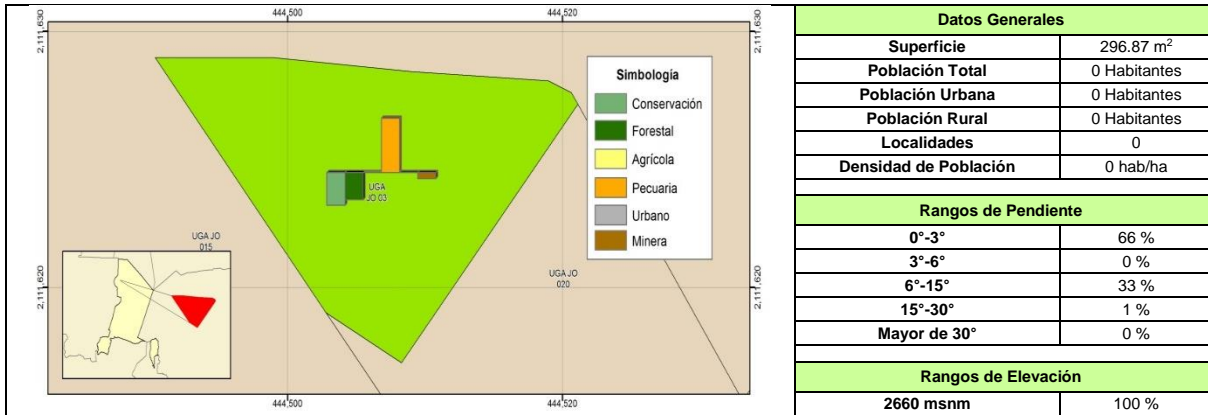 444,500
444,520
2,111,630
2,111,630
Simbología
Conservación
Forestal
Agrícola
Pecuaria
Urbano
Minera
UGA
JO 03
UGA JO
015
UGA JO
020
2,111,620
2,111,620
444,500
444,520
Datos Generales
Superficie 296.87 m²
Población Total 0 Habitantes
Población Urbana 0 Habitantes
Población Rural 0 Habitantes
Localidades 0
Densidad de Población 0 hab/ha
Rangos de Pendiente
0°-3° 66 %
3°-6° 0 %
6°-15° 33 %
15°-30° 1 %
Mayor de 30° 0 %
Rangos de Elevación
2660 msnm 100 %